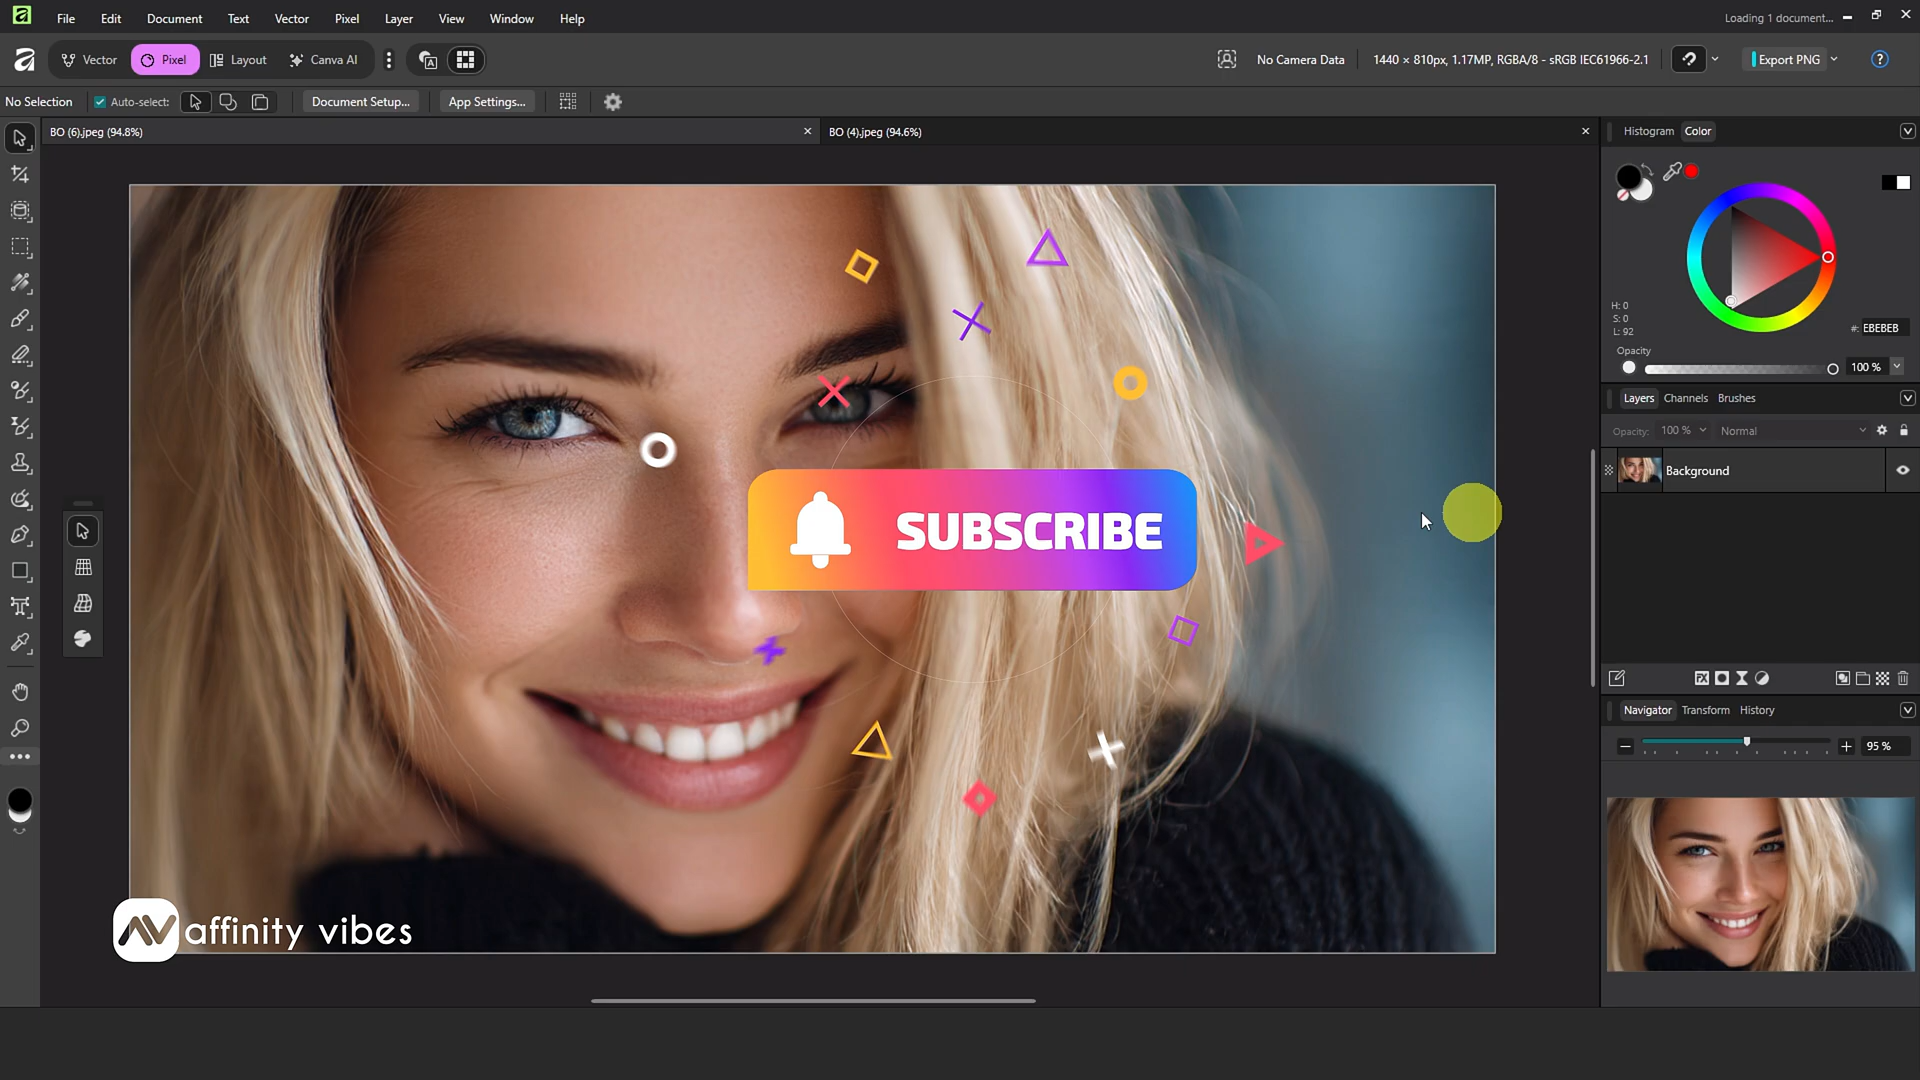 File Edit Document Text Vector Pixel Layer View Window Help
Loading 1 document...
Vector Pixel Layout Canva AI
No Camera Data 1440 × 810px, 1.17MP, RGBA/8 - sRGB IEC61966-2.1 Export PNG
No Selection Auto-select: Document Setup... App Settings...
BO (6).jpeg (94.8%) BO (4).jpeg (94.6%)
Histogram Color
H: 0
S: 0
L: 92
#: EBEBEB
Opacity
100 %
Layers Channels Brushes
Opacity: 100 % Normal
Background
SUBSCRIBE
Navigator Transform History
95 %
AV affinity vibes